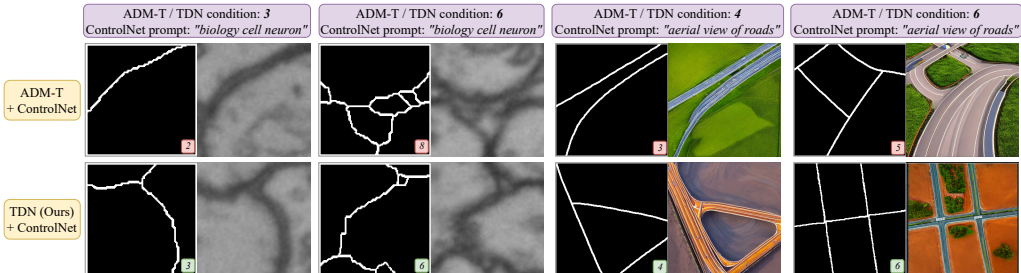 ADM-T / TDN condition: 3
ControlNet prompt: "biology cell neuron"
ADM-T / TDN condition: 6
ControlNet prompt: "biology cell neuron"
ADM-T / TDN condition: 4
ControlNet prompt: "aerial view of roads"
ADM-T / TDN condition: 6
ControlNet prompt: "aerial view of roads"
ADM-T
+ ControlNet
2
8
3
5
TDN (Ours)
+ ControlNet
3
6
4
6